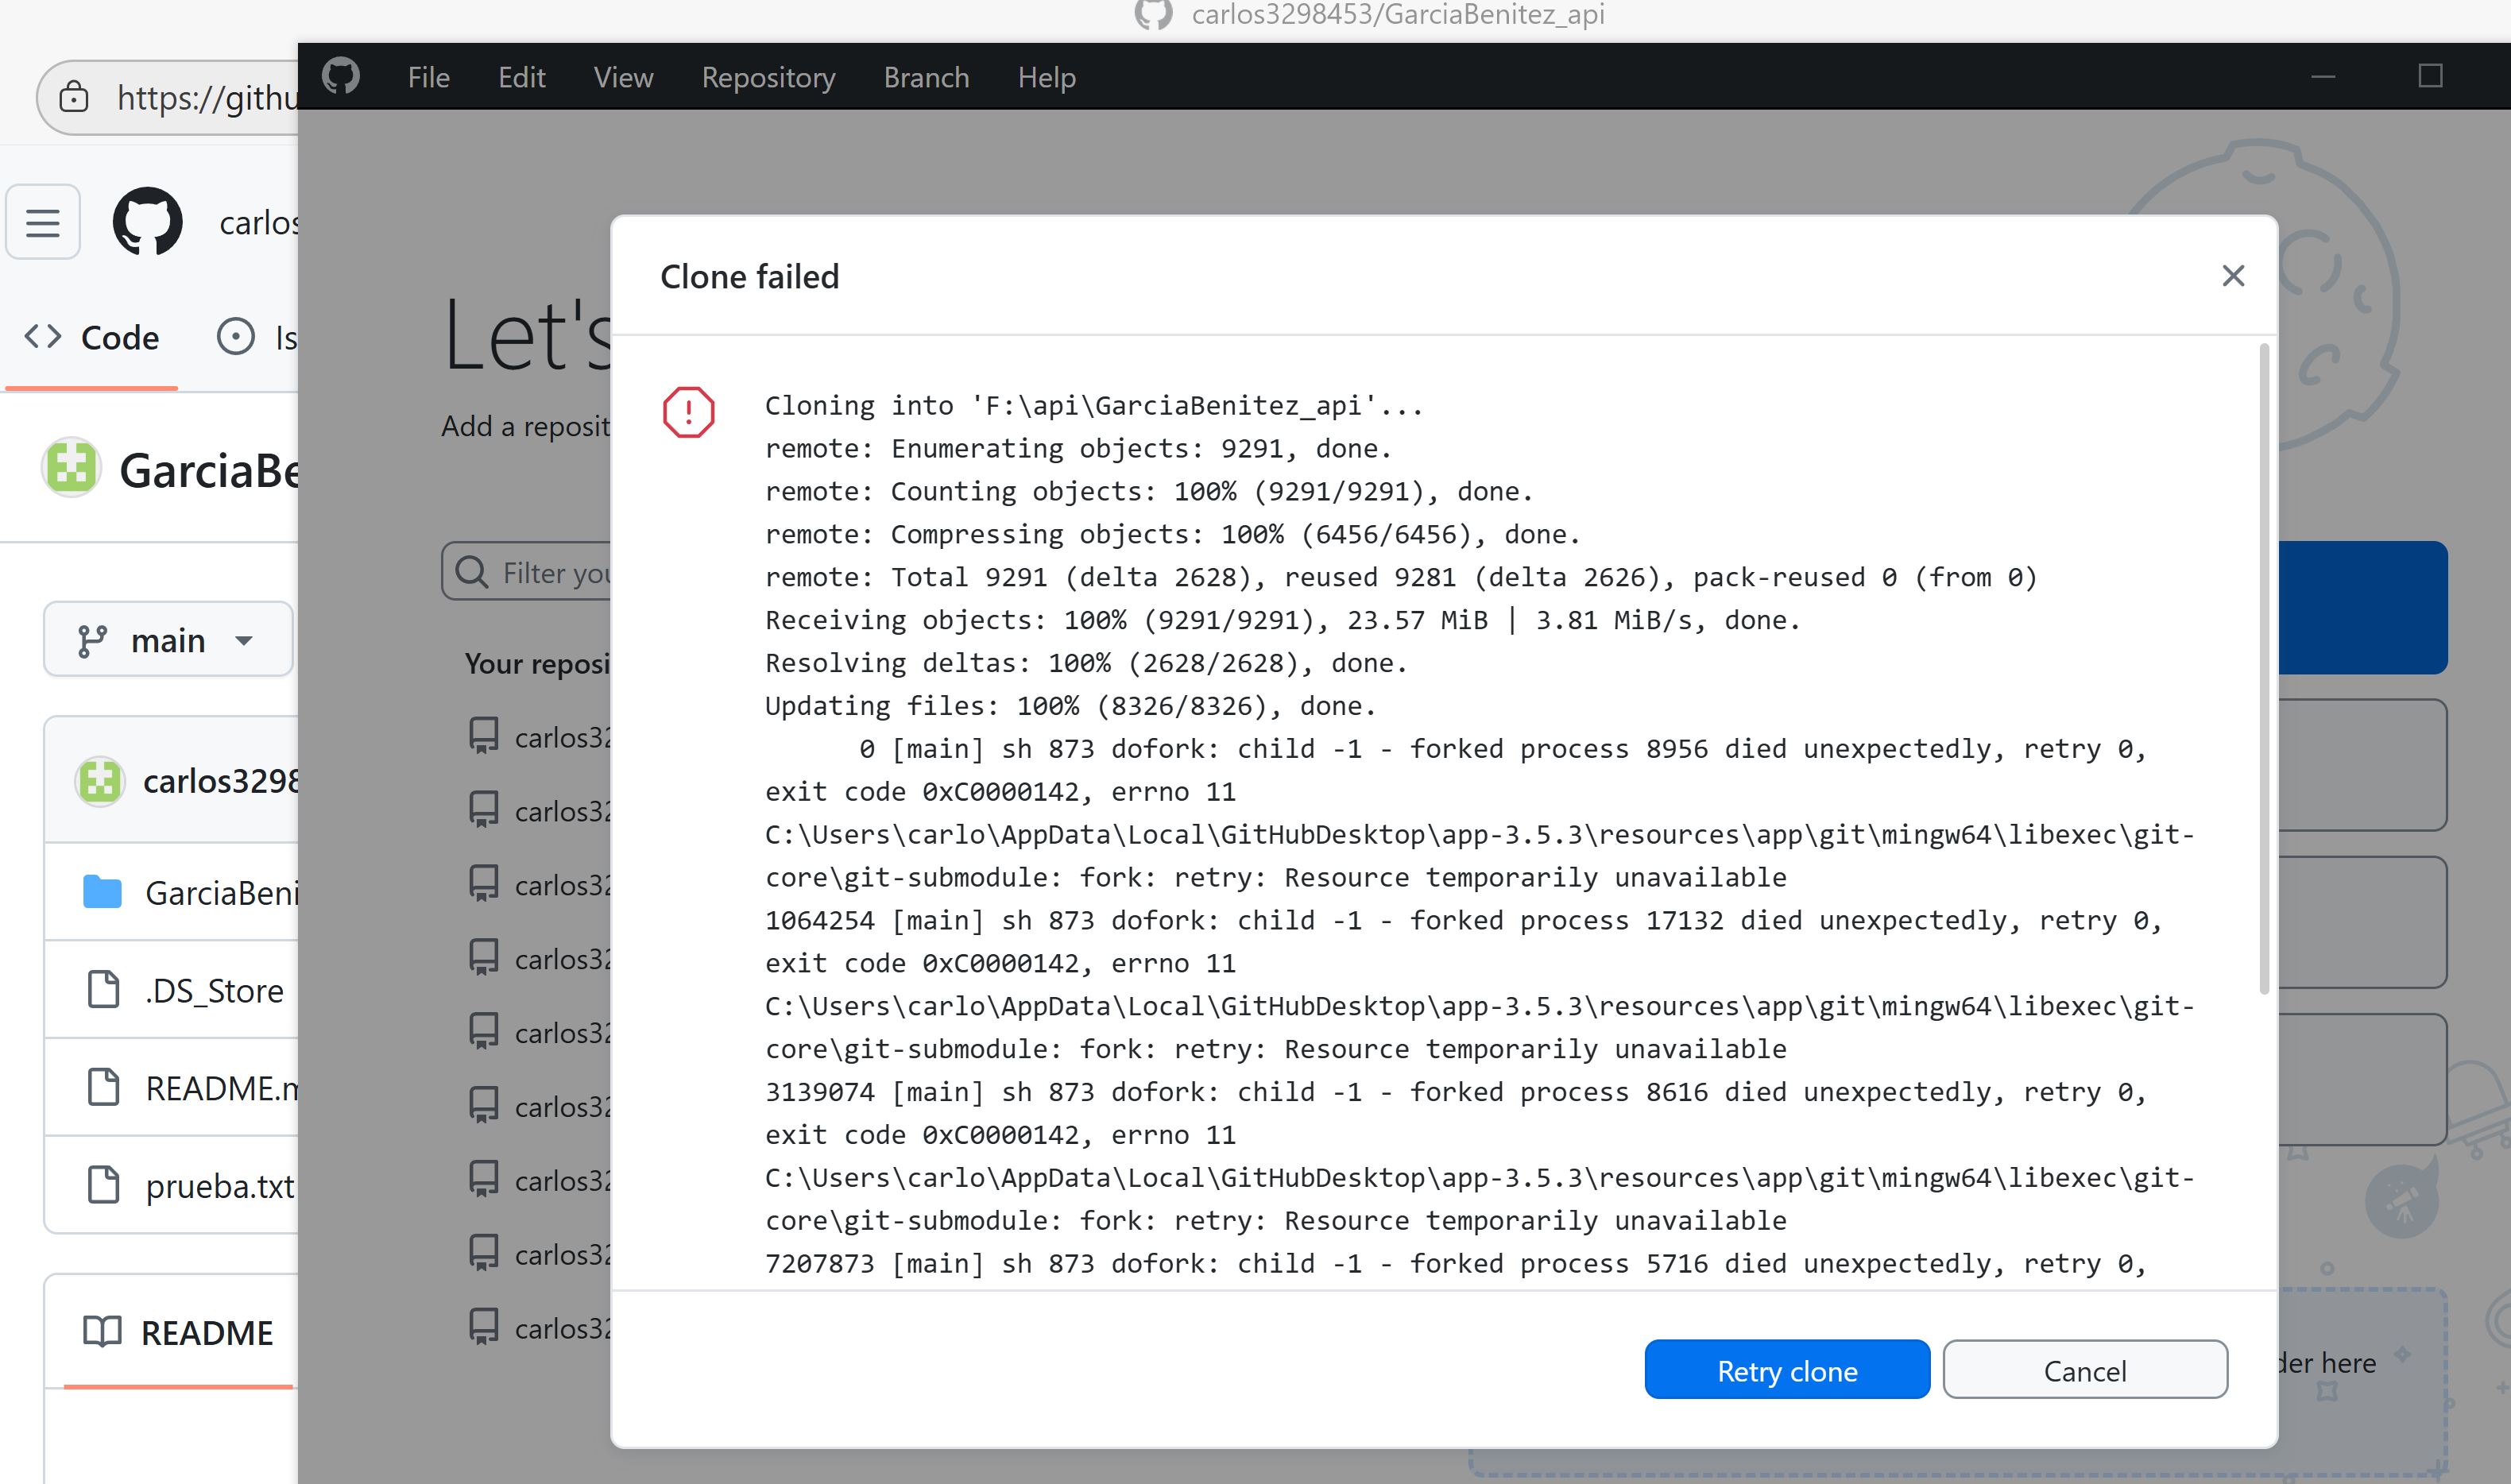 carlos3298453/GarciaBenitez_api
https://githu
File Edit View Repository Branch Help
carlos
Code Is
GarciaBe
main
carlos3298
GarciaBeni
.DS_Store
README.m
prueba.txt
README
Let's
Add a reposit
Filter you
Your reposi
carlos32
carlos32
carlos32
carlos32
carlos32
carlos32
carlos32
carlos32
carlos32
Clone failed
Cloning into 'F:\api\GarciaBenitez_api'...
remote: Enumerating objects: 9291, done.
remote: Counting objects: 100% (9291/9291), done.
remote: Compressing objects: 100% (6456/6456), done.
remote: Total 9291 (delta 2628), reused 9281 (delta 2626), pack-reused 0 (from 0)
Receiving objects: 100% (9291/9291), 23.57 MiB | 3.81 MiB/s, done.
Resolving deltas: 100% (2628/2628), done.
Updating files: 100% (8326/8326), done.
0 [main] sh 873 dofork: child -1 - forked process 8956 died unexpectedly, retry 0,
exit code 0xC0000142, errno 11
C:\Users\carlo\AppData\Local\GitHubDesktop\app-3.5.3\resources\app\git\mingw64\libexec\git-
core\git-submodule: fork: retry: Resource temporarily unavailable
1064254 [main] sh 873 dofork: child -1 - forked process 17132 died unexpectedly, retry 0,
exit code 0xC0000142, errno 11
C:\Users\carlo\AppData\Local\GitHubDesktop\app-3.5.3\resources\app\git\mingw64\libexec\git-
core\git-submodule: fork: retry: Resource temporarily unavailable
3139074 [main] sh 873 dofork: child -1 - forked process 8616 died unexpectedly, retry 0,
exit code 0xC0000142, errno 11
C:\Users\carlo\AppData\Local\GitHubDesktop\app-3.5.3\resources\app\git\mingw64\libexec\git-
core\git-submodule: fork: retry: Resource temporarily unavailable
7207873 [main] sh 873 dofork: child -1 - forked process 5716 died unexpectedly, retry 0,
Retry clone Cancel
der here